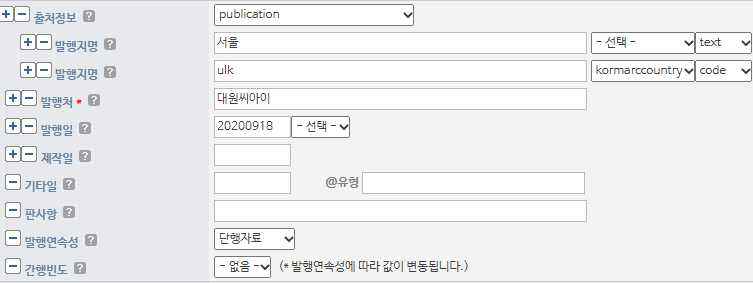 출처정보 ? publication
발행지명 ? 서울 - 선택 - text
발행지명 ? ulk kormarccountry code
발행처 * ? 대원씨아이
발행일 ? 20200918 - 선택 -
제작일 ?
기타일 ? @유형
판사항 ?
발행연속성 ? 단행자료
간행빈도 ? - 없음 - (* 발행연속성에 따라 값이 변동됩니다.)